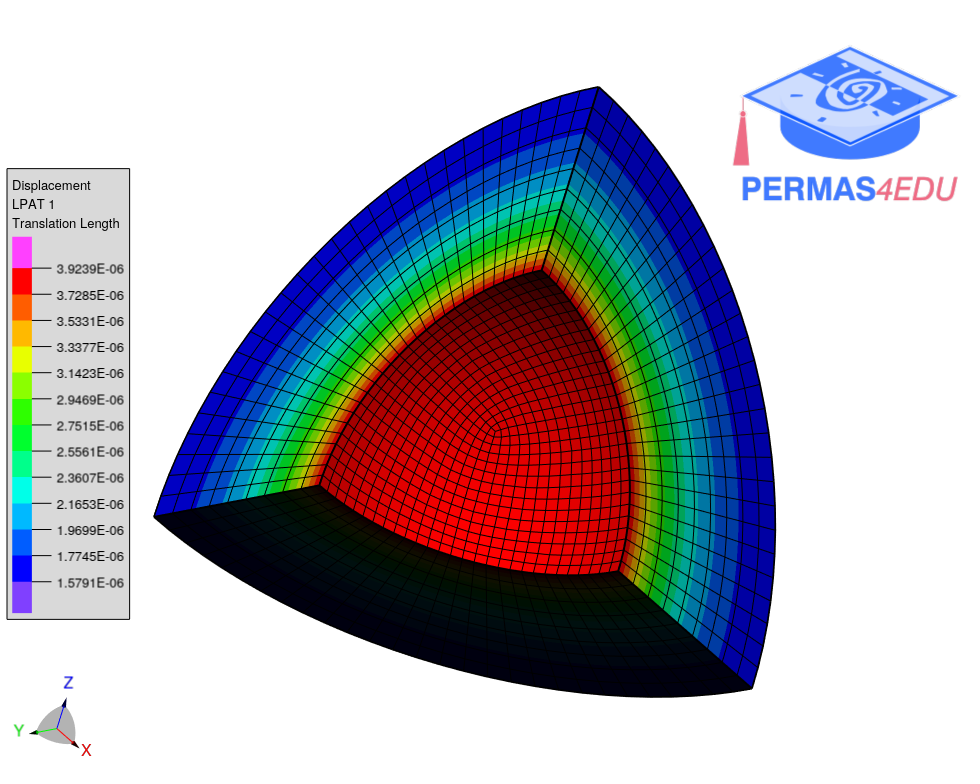 PERMAS4EDU
Displacement
LPAT 1
Translation Length
3.9239E-06
3.7285E-06
3.5331E-06
3.3377E-06
3.1423E-06
2.9469E-06
2.7515E-06
2.5561E-06
2.3607E-06
2.1653E-06
1.9699E-06
1.7745E-06
1.5791E-06
Z
Y
X